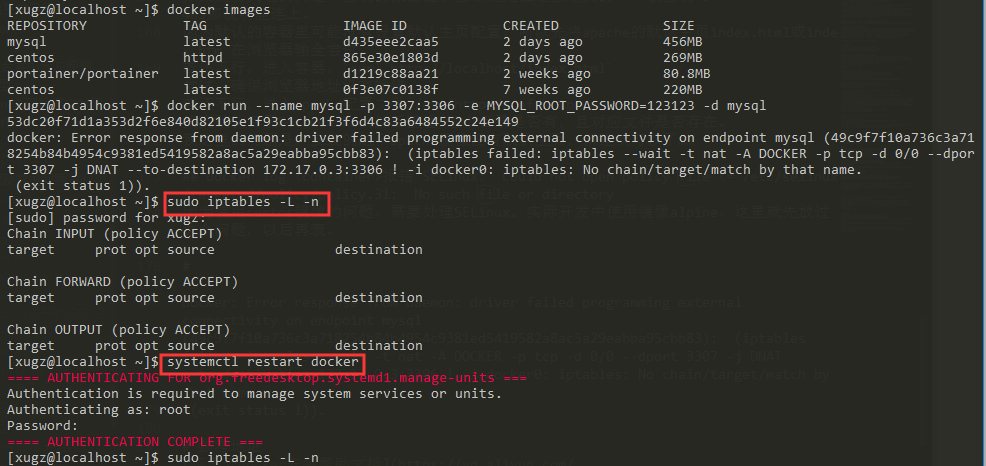 [xugz@localhost ~]$ docker images
REPOSITORY TAG IMAGE ID CREATED SIZE
mysql latest d435eee2caa5 2 days ago 456MB
centos httpd 865e30e1803d 2 days ago 269MB
portainer/portainer latest d1219c88aa21 2 weeks ago 80.8MB
centos latest 0f3e07c0138f 7 weeks ago 220MB
[xugz@localhost ~]$ docker run --name mysql -p 3307:3306 -e MYSQL_ROOT_PASSWORD=123123 -d mysql
53dc20f71d1a353d2f6e840d82105e1f93c1cb21f3f6d4c83a6484552c24e149
docker: Error response from daemon: driver failed programming external connectivity on endpoint mysql (49c9f7f10a736c3a71
8254b84b4954c9381ed5419582a8ac5a29eabba95cbb83): (iptables failed: iptables --wait -t nat -A DOCKER -p tcp -d 0/0 --dpor
t 3307 -j DNAT --to-destination 172.17.0.3:3306 ! -i docker0: iptables: No chain/target/match by that name.
(exit status 1)).
[xugz@localhost ~]$ sudo iptables -L -n
[sudo] password for xugz:
Chain INPUT (policy ACCEPT)
target prot opt source destination
Chain FORWARD (policy ACCEPT)
target prot opt source destination
Chain OUTPUT (policy ACCEPT)
target prot opt source destination
[xugz@localhost ~]$ systemctl restart docker
==== AUTHENTICATING FOR org.freedesktop.systemd1.manage-units ===
Authentication is required to manage system services or units.
Authenticating as: root
Password:
==== AUTHENTICATION COMPLETE ===
[xugz@localhost ~]$ sudo iptables -L -n